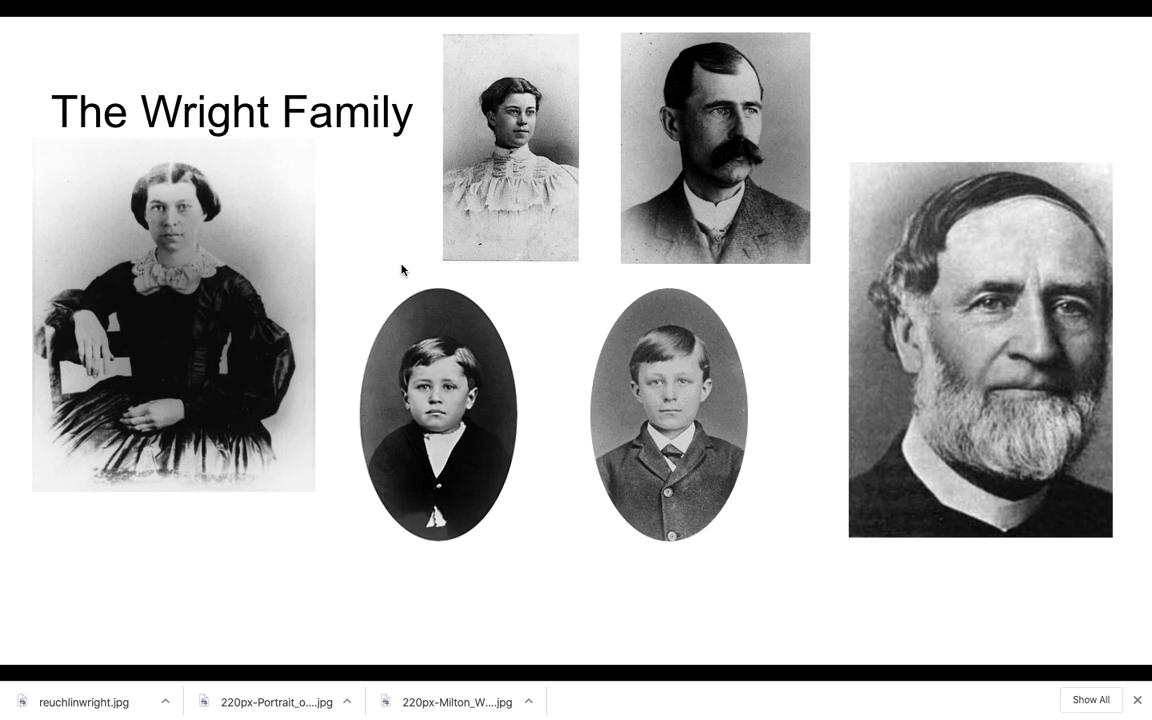 The Wright Family
reuchlinwright.jpg
220px-Portrait_o....jpg
220px-Milton_W....jpg
Show All